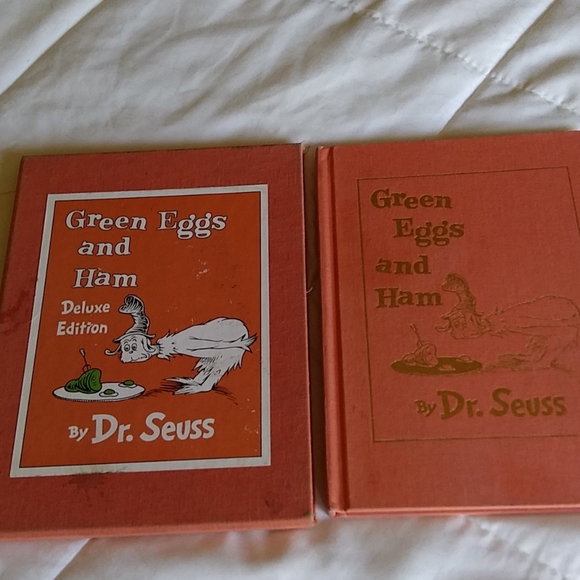 Green Eggs
and
Ham
Deluxe
Edition
By Dr. Seuss
Green
Eggs
and
Ham
By Dr. Seuss